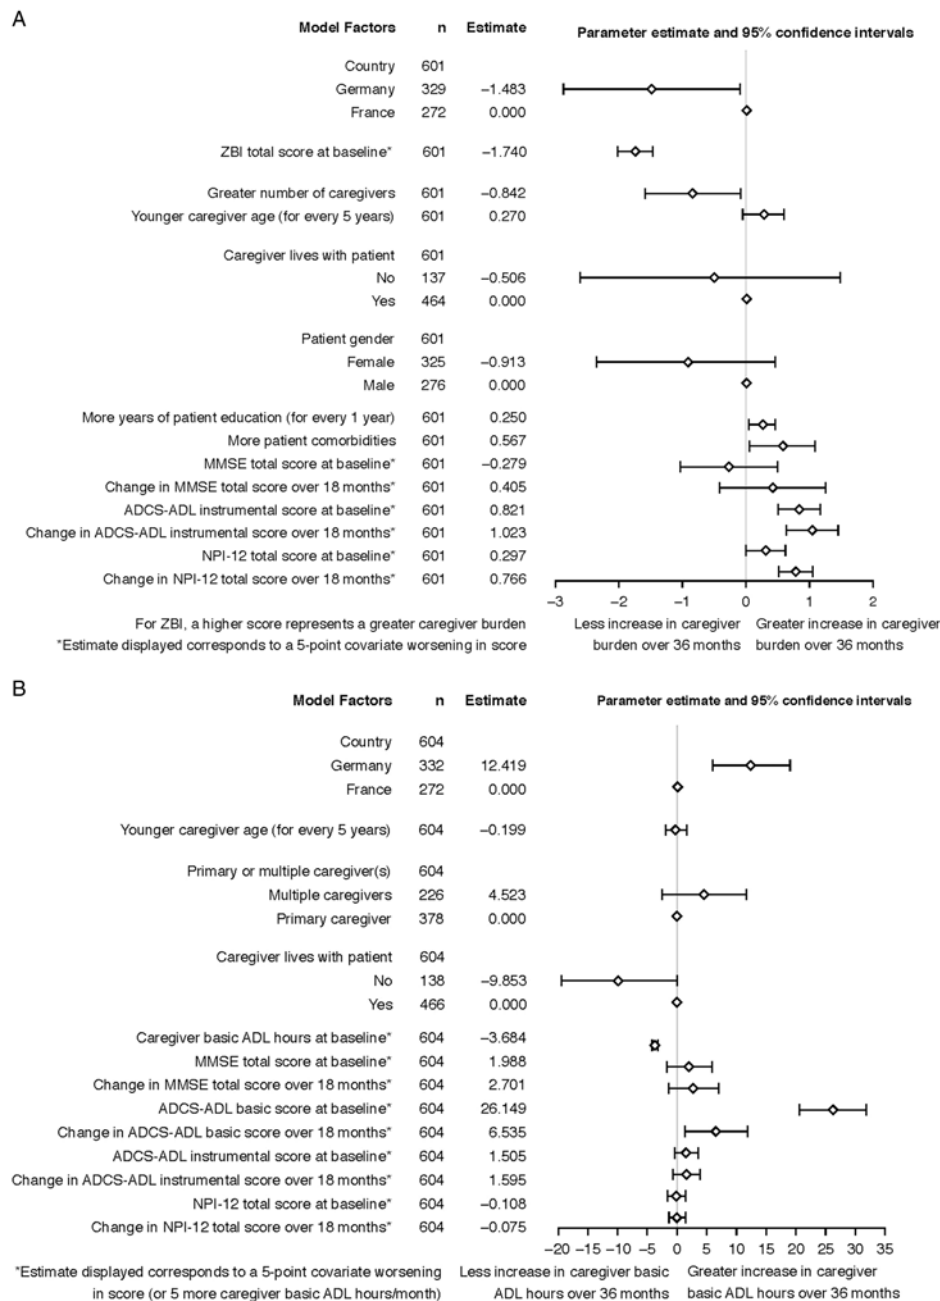 A
Model Factors n Estimate Parameter estimate and 95% confidence intervals
Country 601
Germany 329 −1.483
France 272 0.000
ZBI total score at baseline* 601 −1.740
Greater number of caregivers 601 −0.842
Younger caregiver age (for every 5 years) 601 0.270
Caregiver lives with patient 601
No 137 −0.506
Yes 464 0.000
Patient gender 601
Female 325 −0.913
Male 276 0.000
More years of patient education (for every 1 year) 601 0.250
More patient comorbidities 601 0.567
MMSE total score at baseline* 601 −0.279
Change in MMSE total score over 18 months* 601 0.405
ADCS-ADL instrumental score at baseline* 601 0.821
Change in ADCS-ADL instrumental score over 18 months* 601 1.023
NPI-12 total score at baseline* 601 0.297
Change in NPI-12 total score over 18 months* 601 0.766
−3 −2 −1 0 1 2
For ZBI, a higher score represents a greater caregiver burden Less increase in caregiver Greater increase in caregiver
*Estimate displayed corresponds to a 5-point covariate worsening in score burden over 36 months burden over 36 months
B
Model Factors n Estimate Parameter estimate and 95% confidence intervals
Country 604
Germany 332 12.419
France 272 0.000
Younger caregiver age (for every 5 years) 604 −0.199
Primary or multiple caregiver(s) 604
Multiple caregivers 226 4.523
Primary caregiver 378 0.000
Caregiver lives with patient 604
No 138 −9.853
Yes 466 0.000
Caregiver basic ADL hours at baseline* 604 −3.684
MMSE total score at baseline* 604 1.988
Change in MMSE total score over 18 months* 604 2.701
ADCS-ADL basic score at baseline* 604 26.149
Change in ADCS-ADL basic score over 18 months* 604 6.535
ADCS-ADL instrumental score at baseline* 604 1.505
Change in ADCS-ADL instrumental score over 18 months* 604 1.595
NPI-12 total score at baseline* 604 −0.108
Change in NPI-12 total score over 18 months* 604 −0.075
−20 −15 −10 −5 0 5 10 15 20 25 30 35
*Estimate displayed corresponds to a 5-point covariate worsening Less increase in caregiver basic Greater increase in caregiver
in score (or 5 more caregiver basic ADL hours/month) ADL hours over 36 months basic ADL hours over 36 months